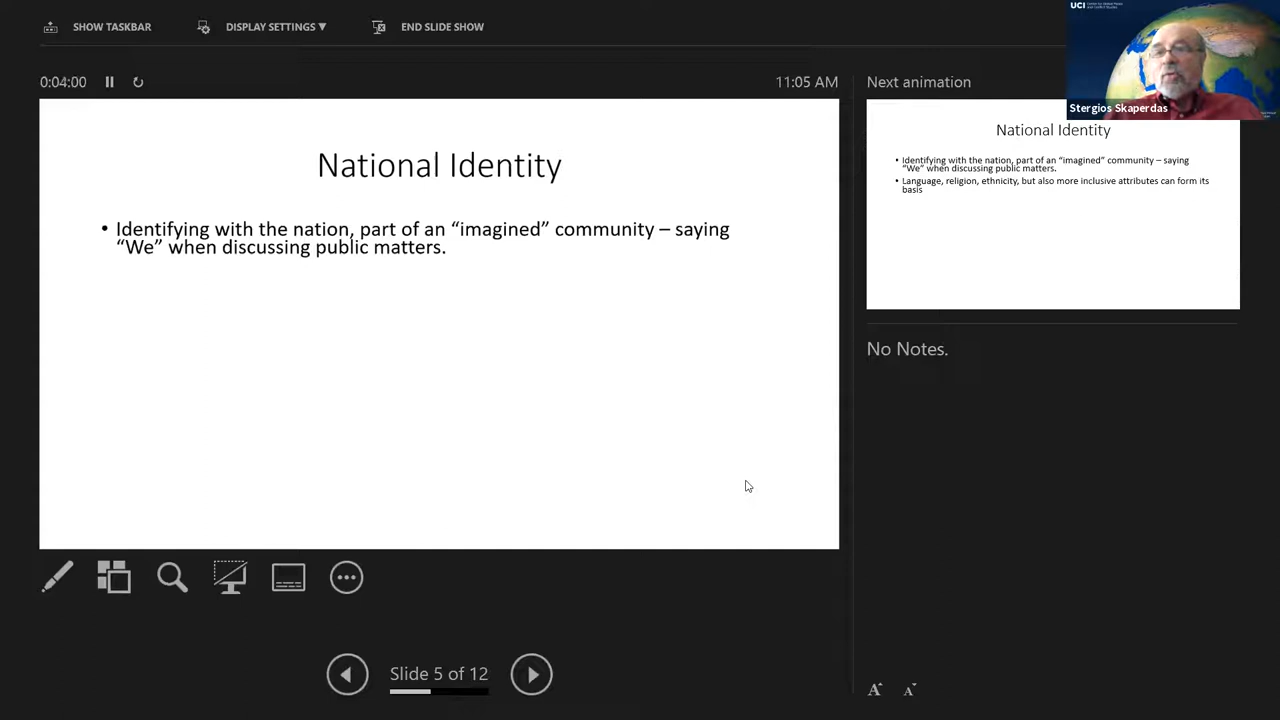 SHOW TASKBAR
DISPLAY SETTINGS ▼
END SLIDE SHOW
UCI
0:04:00
11:05 AM
Next animation
Stergios Skaperdas
National Identity
• Identifying with the nation, part of an “imagined” community – saying
“We” when discussing public matters.
National Identity
• Identifying with the nation, part of an “imagined” community – saying
“We” when discussing public matters.
• Language, religion, ethnicity, but also more inclusive attributes can form its
basis
No Notes.
Slide 5 of 12
A
A